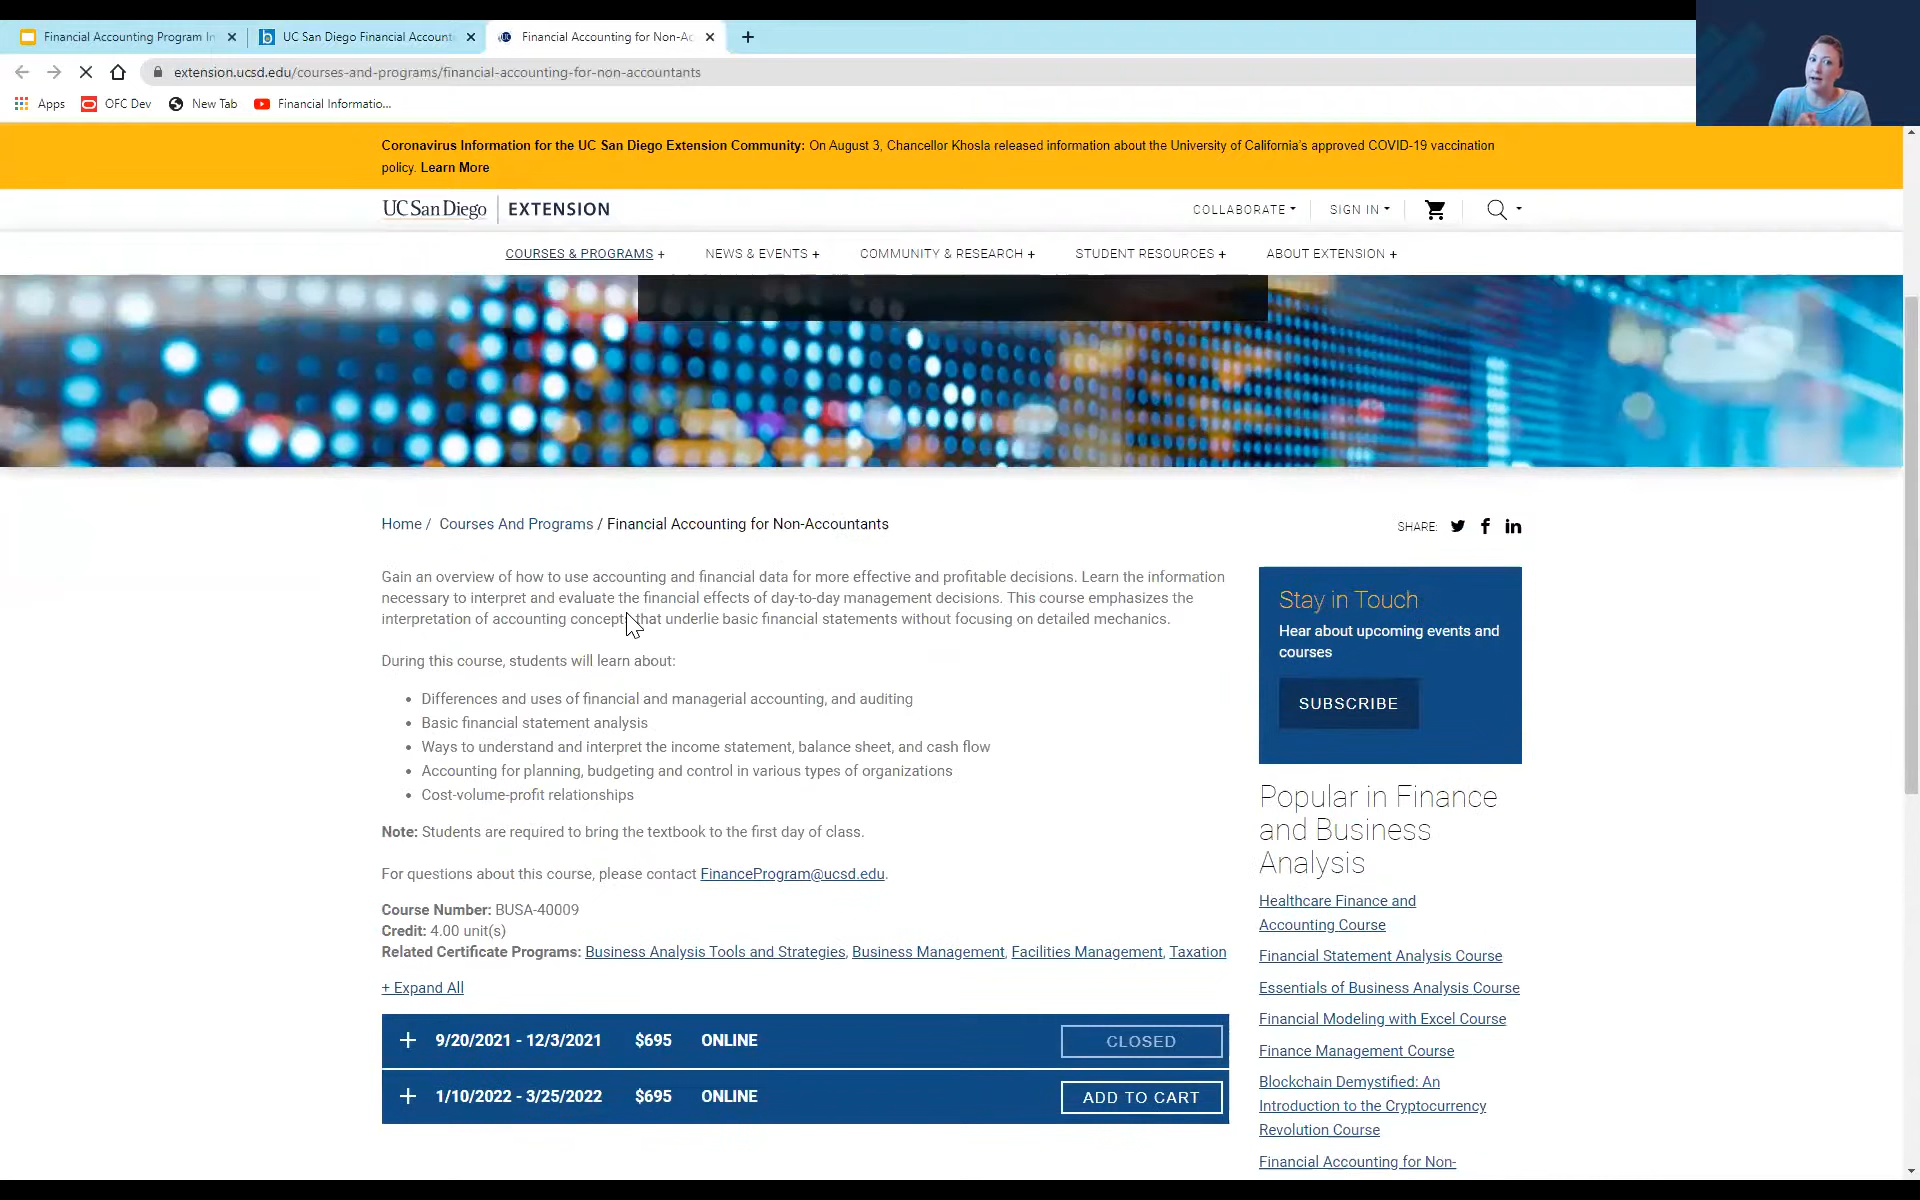 Financial Accounting Program In
UC San Diego Financial Account
Financial Accounting for Non-Ac
extension.ucsd.edu/courses-and-programs/financial-accounting-for-non-accountants
Apps
OFC Dev
New Tab
Financial Informatio...
Coronavirus Information for the UC San Diego Extension Community: On August 3, Chancellor Khosla released information about the University of California's approved COVID-19 vaccination
policy. Learn More
UC San Diego | EXTENSION
COLLABORATE
SIGN IN
COURSES & PROGRAMS +
NEWS & EVENTS +
COMMUNITY & RESEARCH +
STUDENT RESOURCES +
ABOUT EXTENSION +
Home / Courses And Programs / Financial Accounting for Non-Accountants
SHARE:
Gain an overview of how to use accounting and financial data for more effective and profitable decisions. Learn the information
necessary to interpret and evaluate the financial effects of day-to-day management decisions. This course emphasizes the
interpretation of accounting concepts that underlie basic financial statements without focusing on detailed mechanics.
During this course, students will learn about:
• Differences and uses of financial and managerial accounting, and auditing
• Basic financial statement analysis
• Ways to understand and interpret the income statement, balance sheet, and cash flow
• Accounting for planning, budgeting and control in various types of organizations
• Cost-volume-profit relationships
Note: Students are required to bring the textbook to the first day of class.
For questions about this course, please contact FinanceProgram@ucsd.edu.
Course Number: BUSA-40009
Credit: 4.00 unit(s)
Related Certificate Programs: Business Analysis Tools and Strategies, Business Management, Facilities Management, Taxation
+ Expand All
+ 9/20/2021 - 12/3/2021 $695 ONLINE CLOSED
+ 1/10/2022 - 3/25/2022 $695 ONLINE ADD TO CART
Stay in Touch
Hear about upcoming events and
courses
SUBSCRIBE
Popular in Finance
and Business
Analysis
Healthcare Finance and
Accounting Course
Financial Statement Analysis Course
Essentials of Business Analysis Course
Financial Modeling with Excel Course
Finance Management Course
Blockchain Demystified: An
Introduction to the Cryptocurrency
Revolution Course
Financial Accounting for Non-